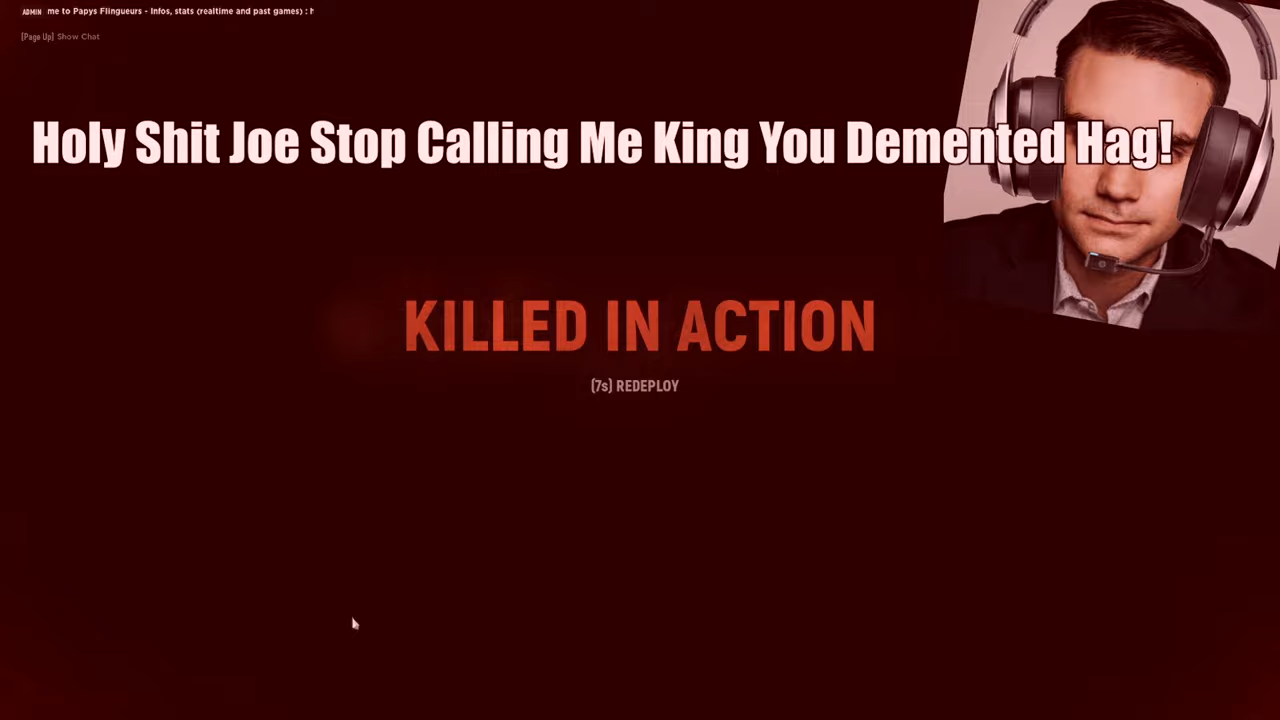 ADMIN me to Papys Flingueurs - Infos, stats (realtime and past games) : h
[Page Up] Show Chat
Holy Shit Joe Stop Calling Me King You Demented Hag!
KILLED IN ACTION
(7s) REDEPLOY